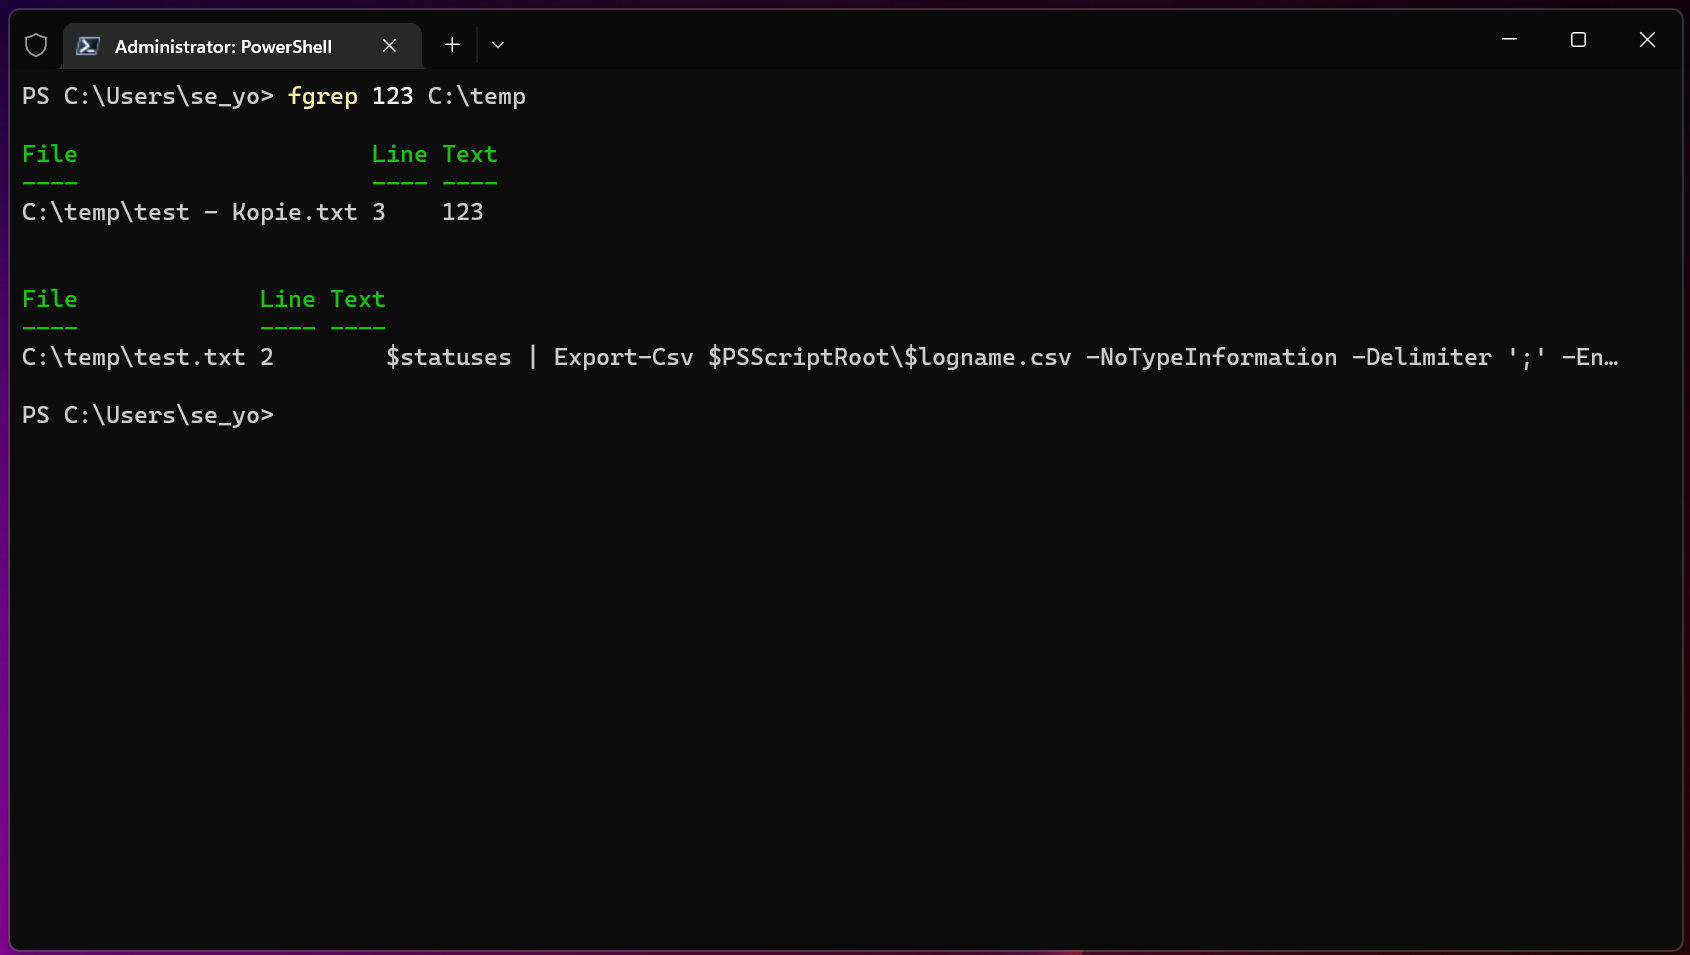 Administrator: PowerShell
PS C:\Users\se_yo> fgrep 123 C:\temp
File                     Line Text
----                     ---- ----
C:\temp\test - Kopie.txt 3    123
File             Line Text
----             ---- ----
C:\temp\test.txt 2        $statuses | Export-Csv $PSScriptRoot\$logname.csv -NoTypeInformation -Delimiter ';' -En…
PS C:\Users\se_yo>